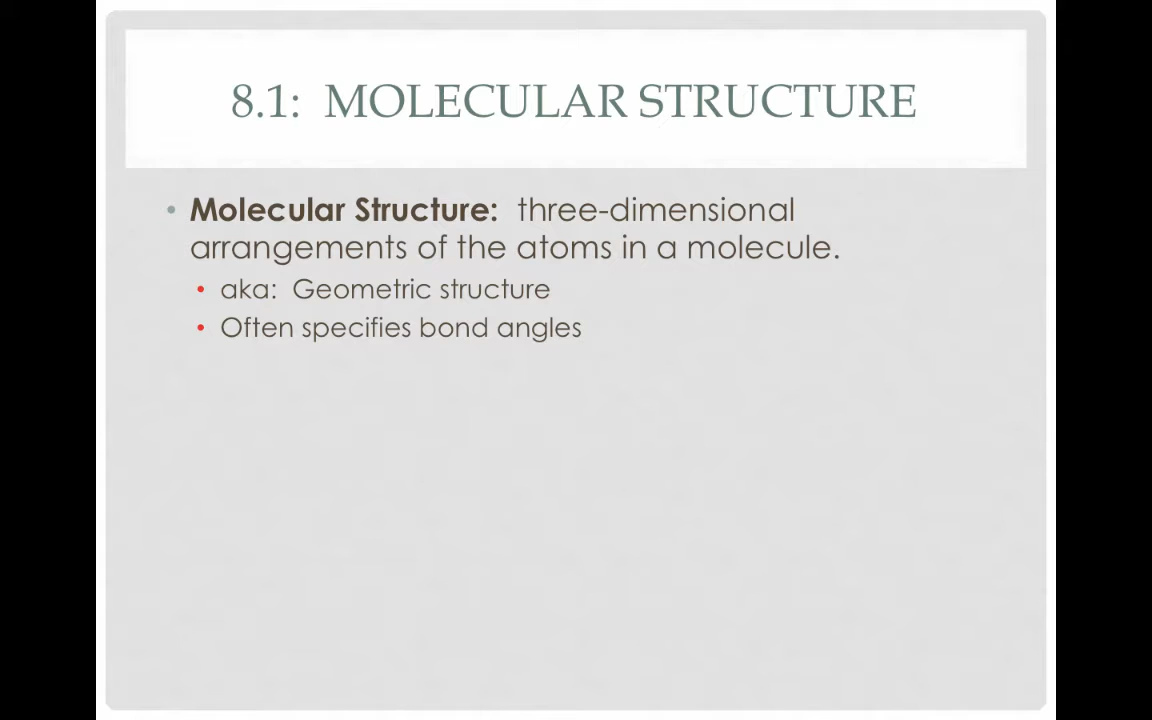 8.1: MOLECULAR STRUCTURE
• Molecular Structure: three-dimensional
arrangements of the atoms in a molecule.
• aka: Geometric structure
• Often specifies bond angles